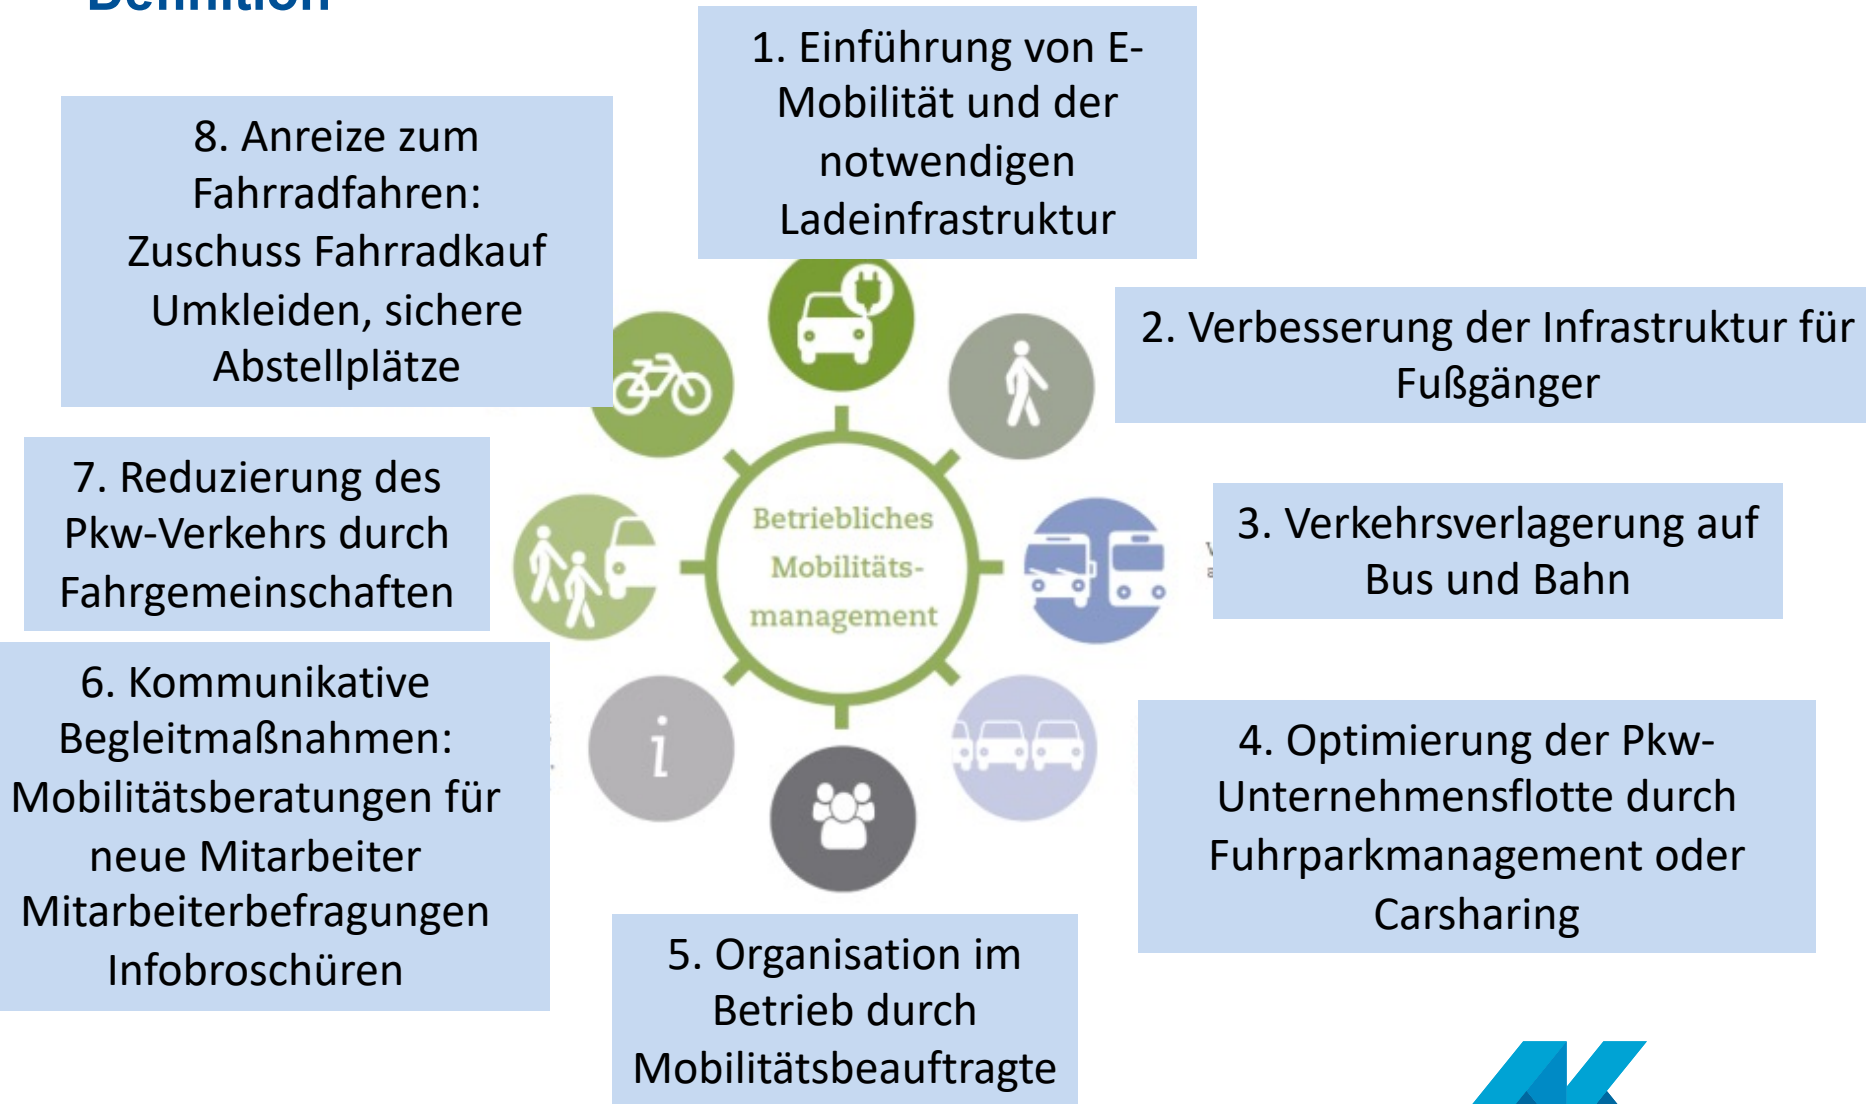 Definition
1. Einführung von E-
Mobilität und der
notwendigen
Ladeinfrastruktur
2. Verbesserung der Infrastruktur für
Fußgänger
3. Verkehrsverlagerung auf
Bus und Bahn
4. Optimierung der Pkw-
Unternehmensflotte durch
Fuhrparkmanagement oder
Carsharing
5. Organisation im
Betrieb durch
Mobilitätsbeauftragte
6. Kommunikative
Begleitmaßnahmen:
Mobilitätsberatungen für
neue Mitarbeiter
Mitarbeiterbefragungen
Infobroschüren
7. Reduzierung des
Pkw-Verkehrs durch
Fahrgemeinschaften
8. Anreize zum
Fahrradfahren:
Zuschuss Fahrradkauf
Umkleiden, sichere
Abstellplätze
Betriebliches
Mobilitäts-
management
i